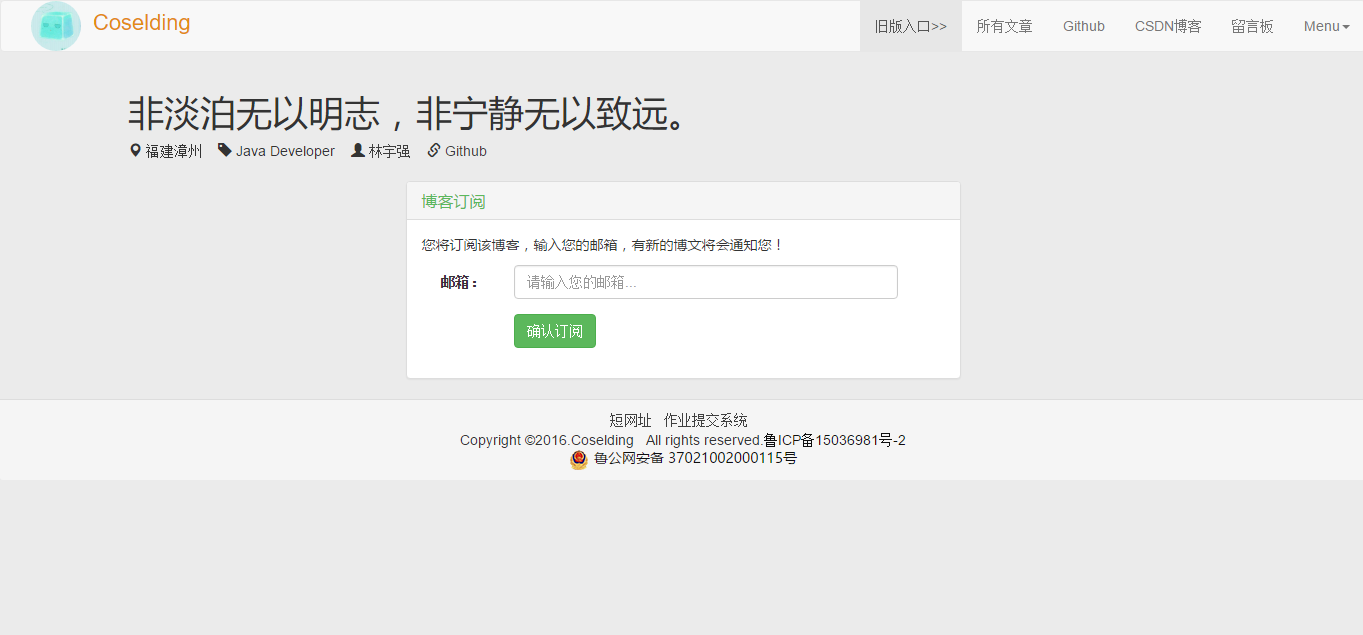 Coselding
旧版入口>> 所有文章 Github CSDN博客 留言板 Menu
非淡泊无以明志，非宁静无以致远。
福建漳州 Java Developer 林宇强 Github
博客订阅
您将订阅该博客，输入您的邮箱，有新的博文将会通知您！
邮箱： 请输入您的邮箱...
确认订阅
短网址 作业提交系统
Copyright ©2016.Coselding All rights reserved.鲁ICP备15036981号-2
鲁公网安备 37021002000115号